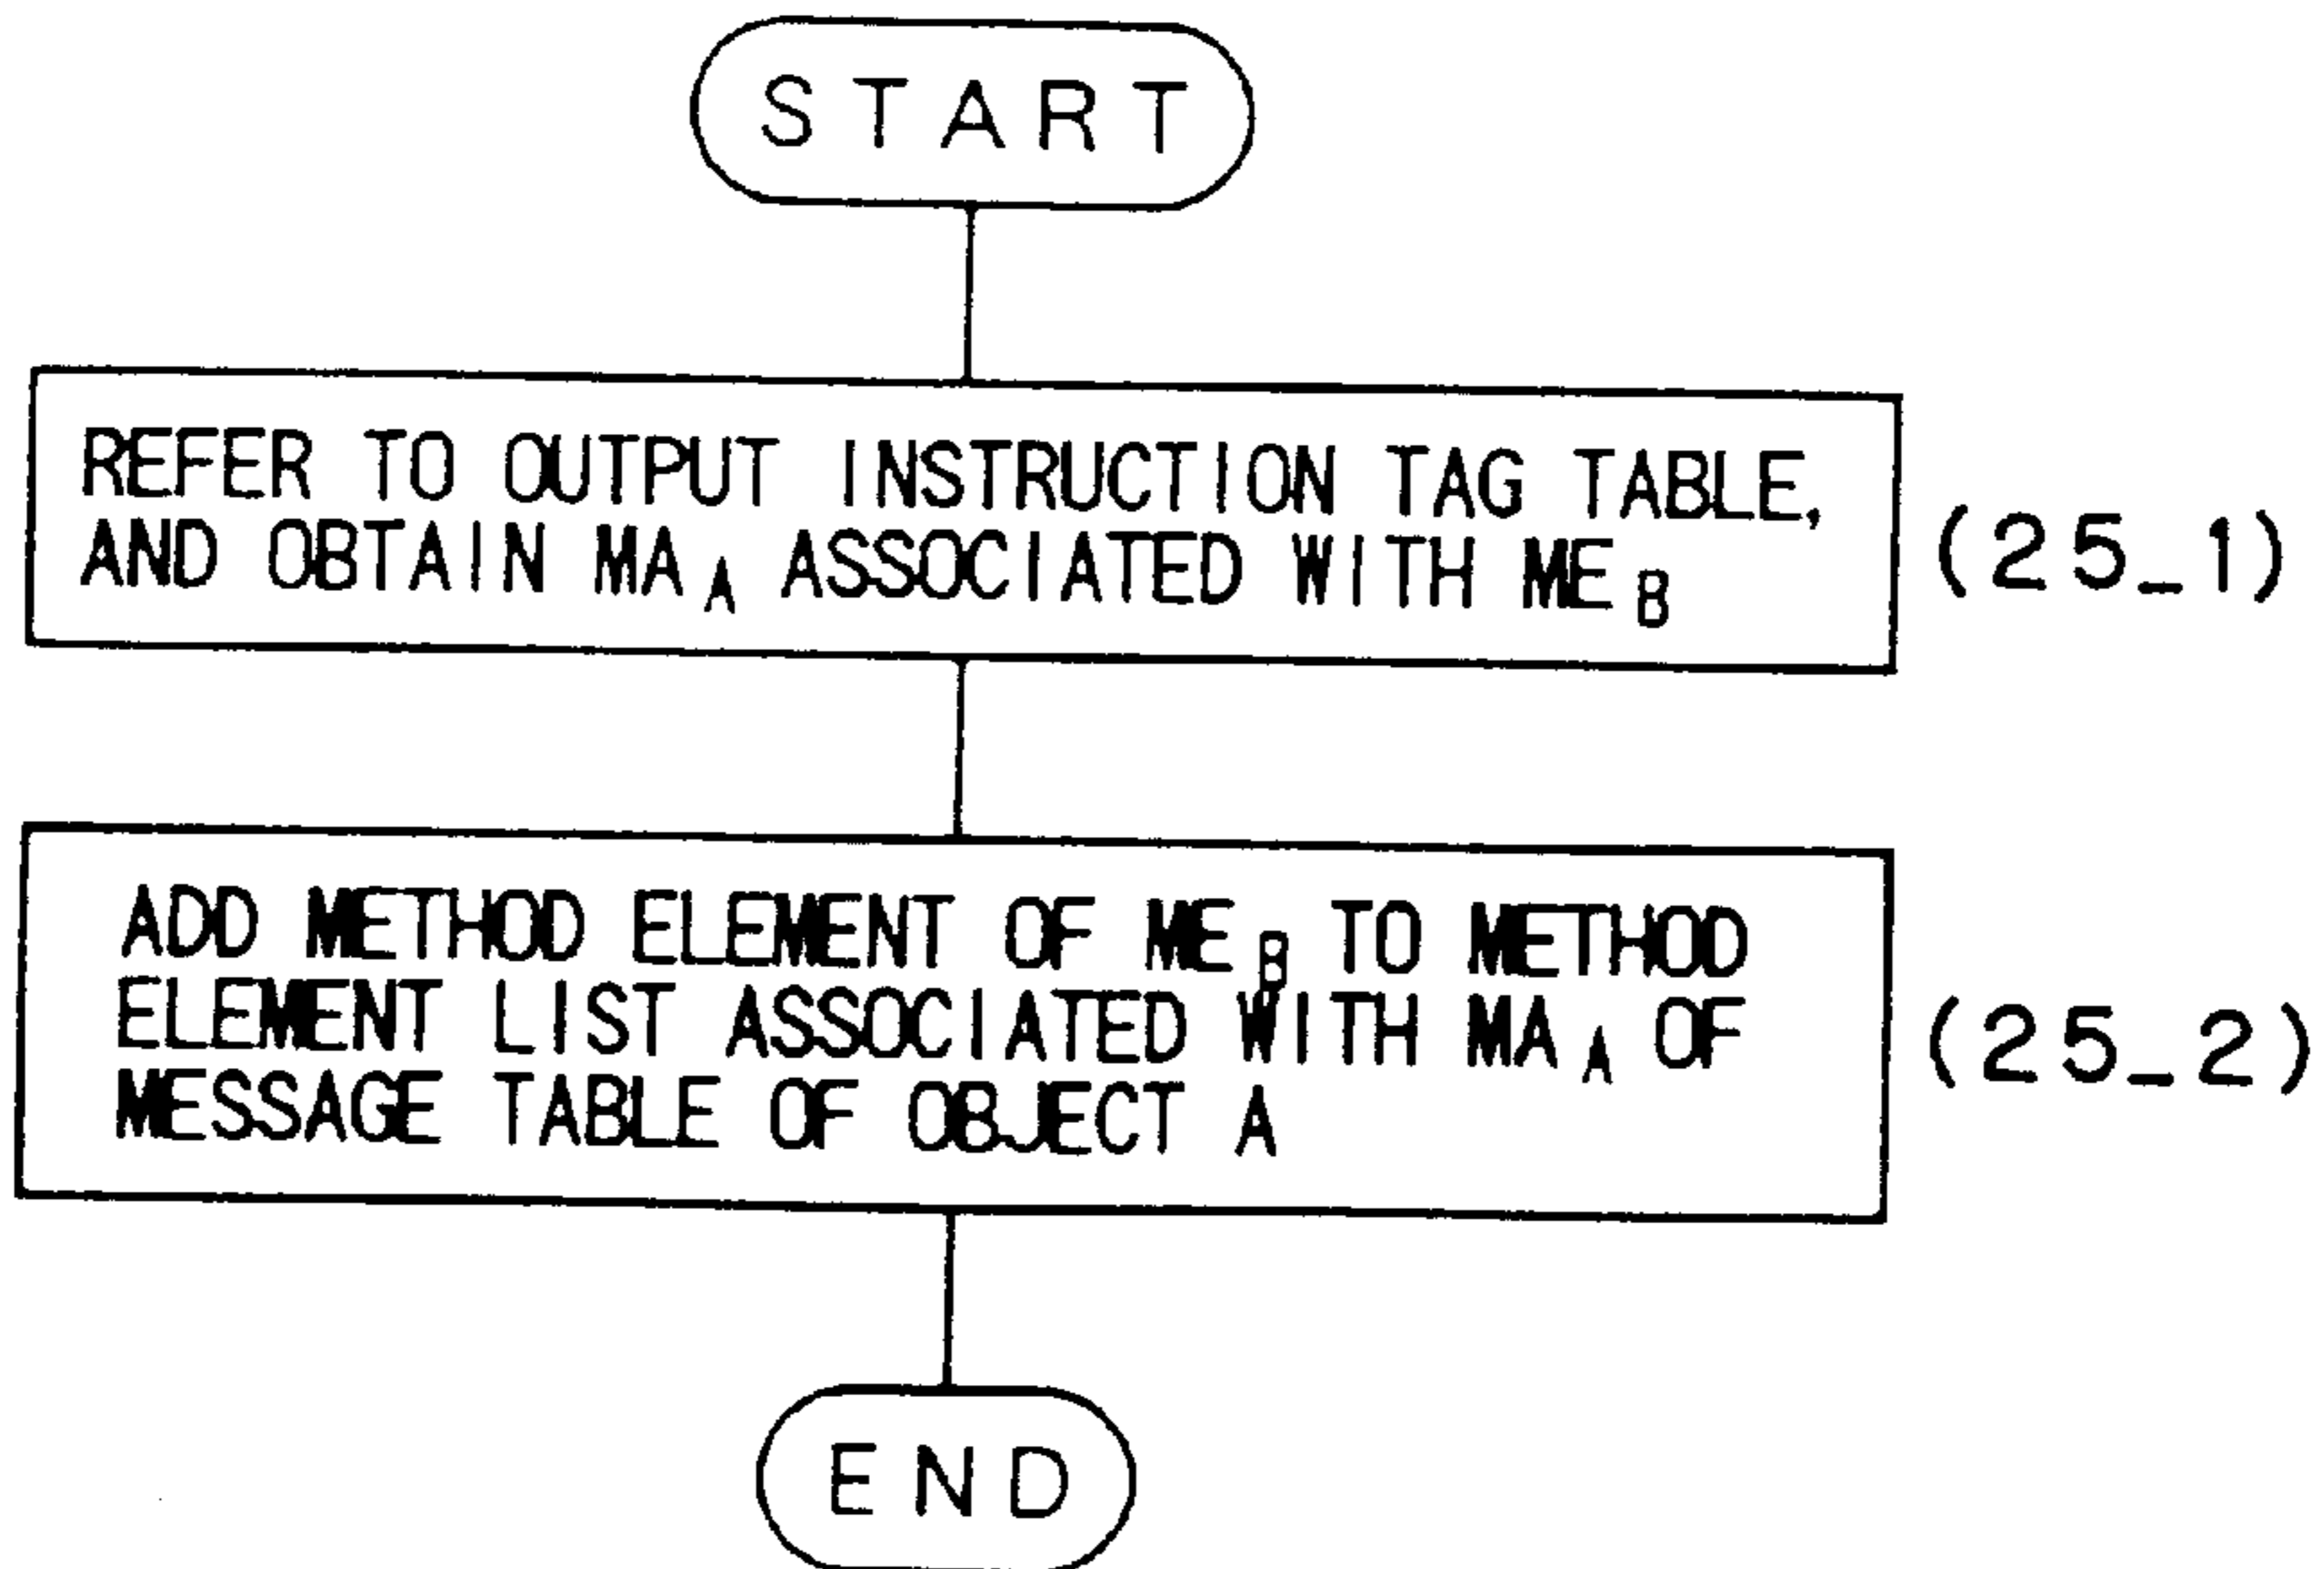 START
REFER TO OUTPUT INSTRUCTION TAG TABLE,
AND OBTAIN MA A ASSOCIATED WITH ME B
(25_1)
ADD METHOD ELEMENT OF ME B TO METHOD
ELEMENT LIST ASSOCIATED WITH MA A OF
MESSAGE TABLE OF OBJECT A
(25_2)
END